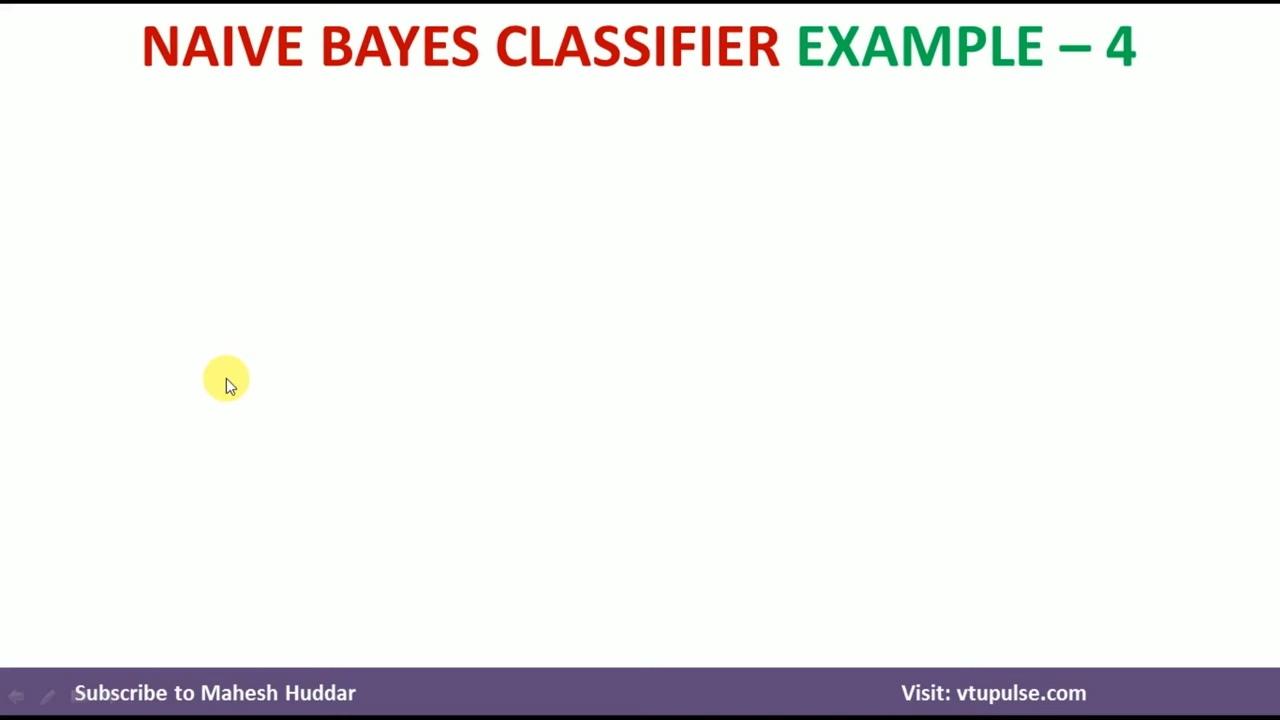 NAIVE BAYES CLASSIFIER EXAMPLE – 4
Subscribe to Mahesh Huddar
Visit: vtupulse.com